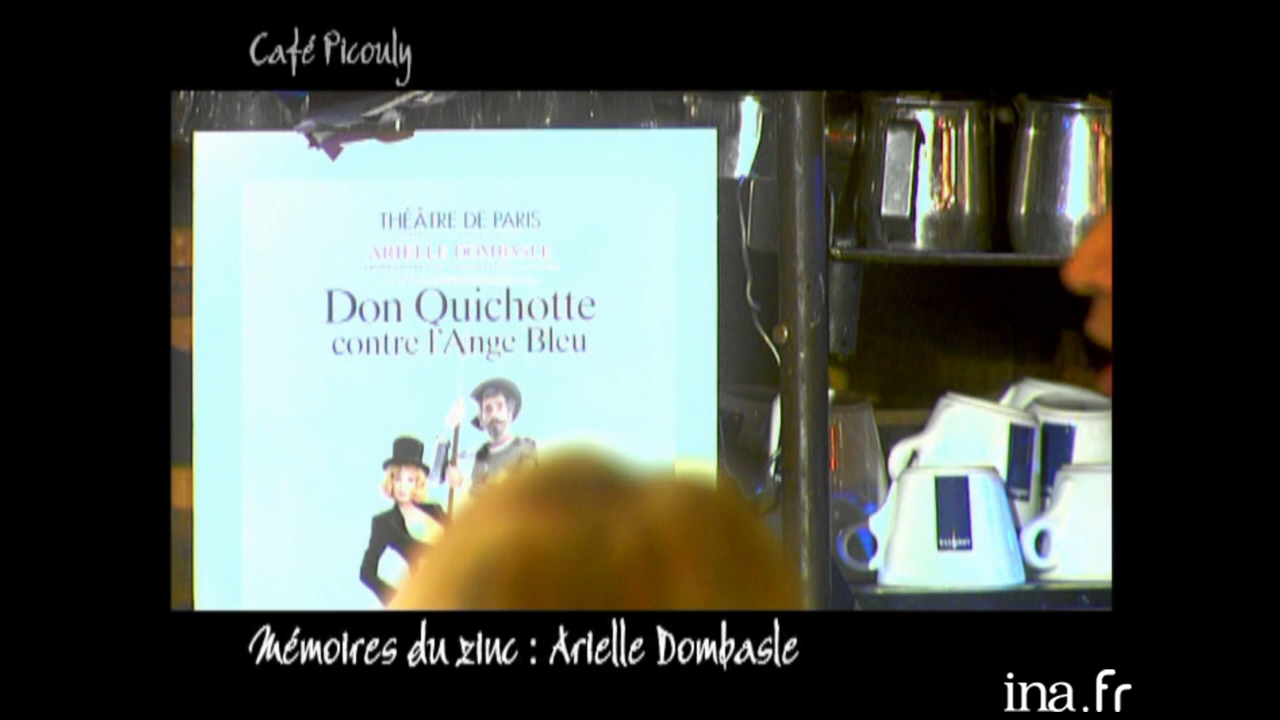 Café Picouly
THÉÂTRE DE PARIS
ARIELLE DOMBASLE
Don Quichotte
contre l'Ange Bleu
Mémoires du zinc : Arielle Dombasle
ina.fr